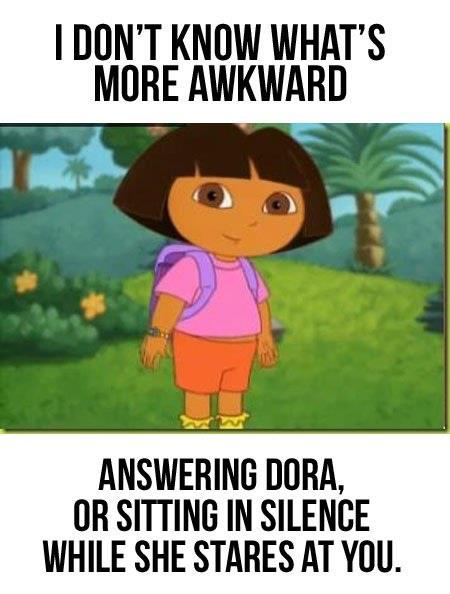 I DON'T KNOW WHAT'S
MORE AWKWARD
ANSWERING DORA,
OR SITTING IN SILENCE
WHILE SHE STARES AT YOU.